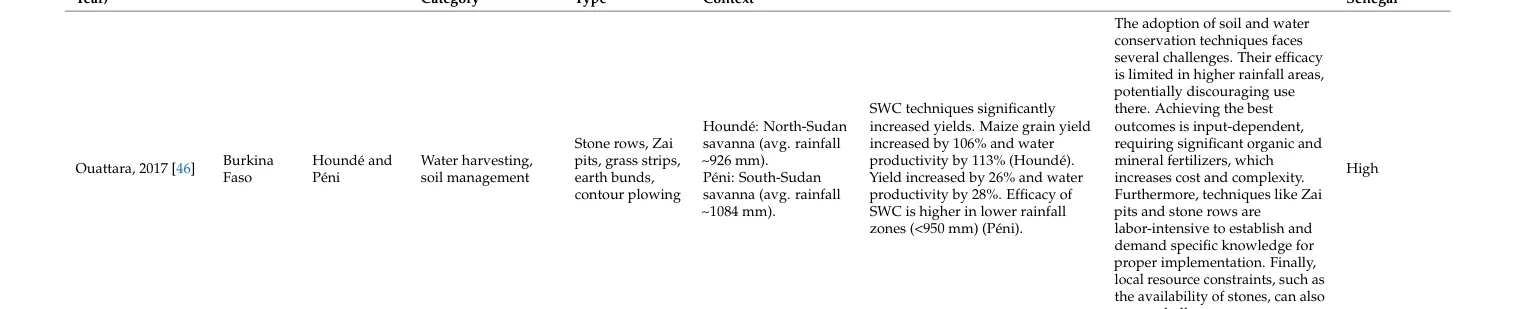 Year) Category Type Context Senegal
Ouattara, 2017 [46]
Burkina
Faso
Houndé and
Péni
Water harvesting,
soil management
Stone rows, Zai
pits, grass strips,
earth bunds,
contour plowing
Houndé: North-Sudan
savanna (avg. rainfall
~926 mm).
Péni: South-Sudan
savanna (avg. rainfall
~1084 mm).
SWC techniques significantly
increased yields. Maize grain yield
increased by 106% and water
productivity by 113% (Houndé).
Yield increased by 26% and water
productivity by 28%. Efficacy of
SWC is higher in lower rainfall
zones (<950 mm) (Péni).
The adoption of soil and water
conservation techniques faces
several challenges. Their efficacy
is limited in higher rainfall areas,
potentially discouraging use
there. Achieving the best
outcomes is input-dependent,
requiring significant organic and
mineral fertilizers, which
increases cost and complexity.
Furthermore, techniques like Zai
pits and stone rows are
labor-intensive to establish and
demand specific knowledge for
proper implementation. Finally,
local resource constraints, such as
the availability of stones, can also
High